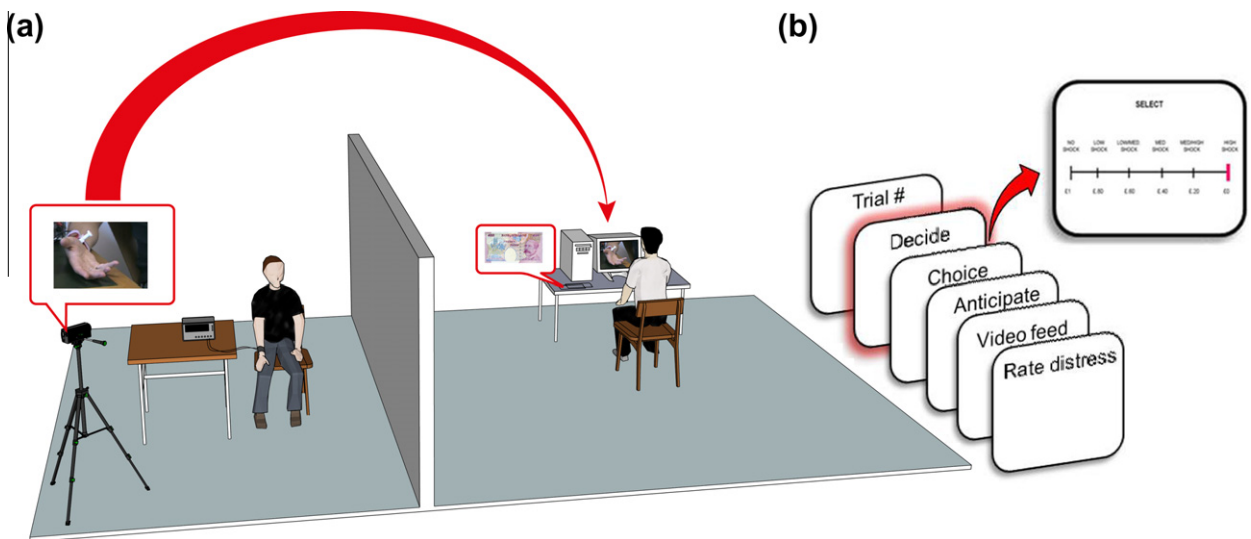 (a)
(b)
SELECT
NO SHOCK
LOW SHOCK
LOW/MED. SHOCK
MED SHOCK
MED/HIGH SHOCK
HIGH SHOCK
£1
£.80
£.60
£.40
£.20
£0
Trial #
Decide
Choice
Anticipate
Video feed
Rate distress